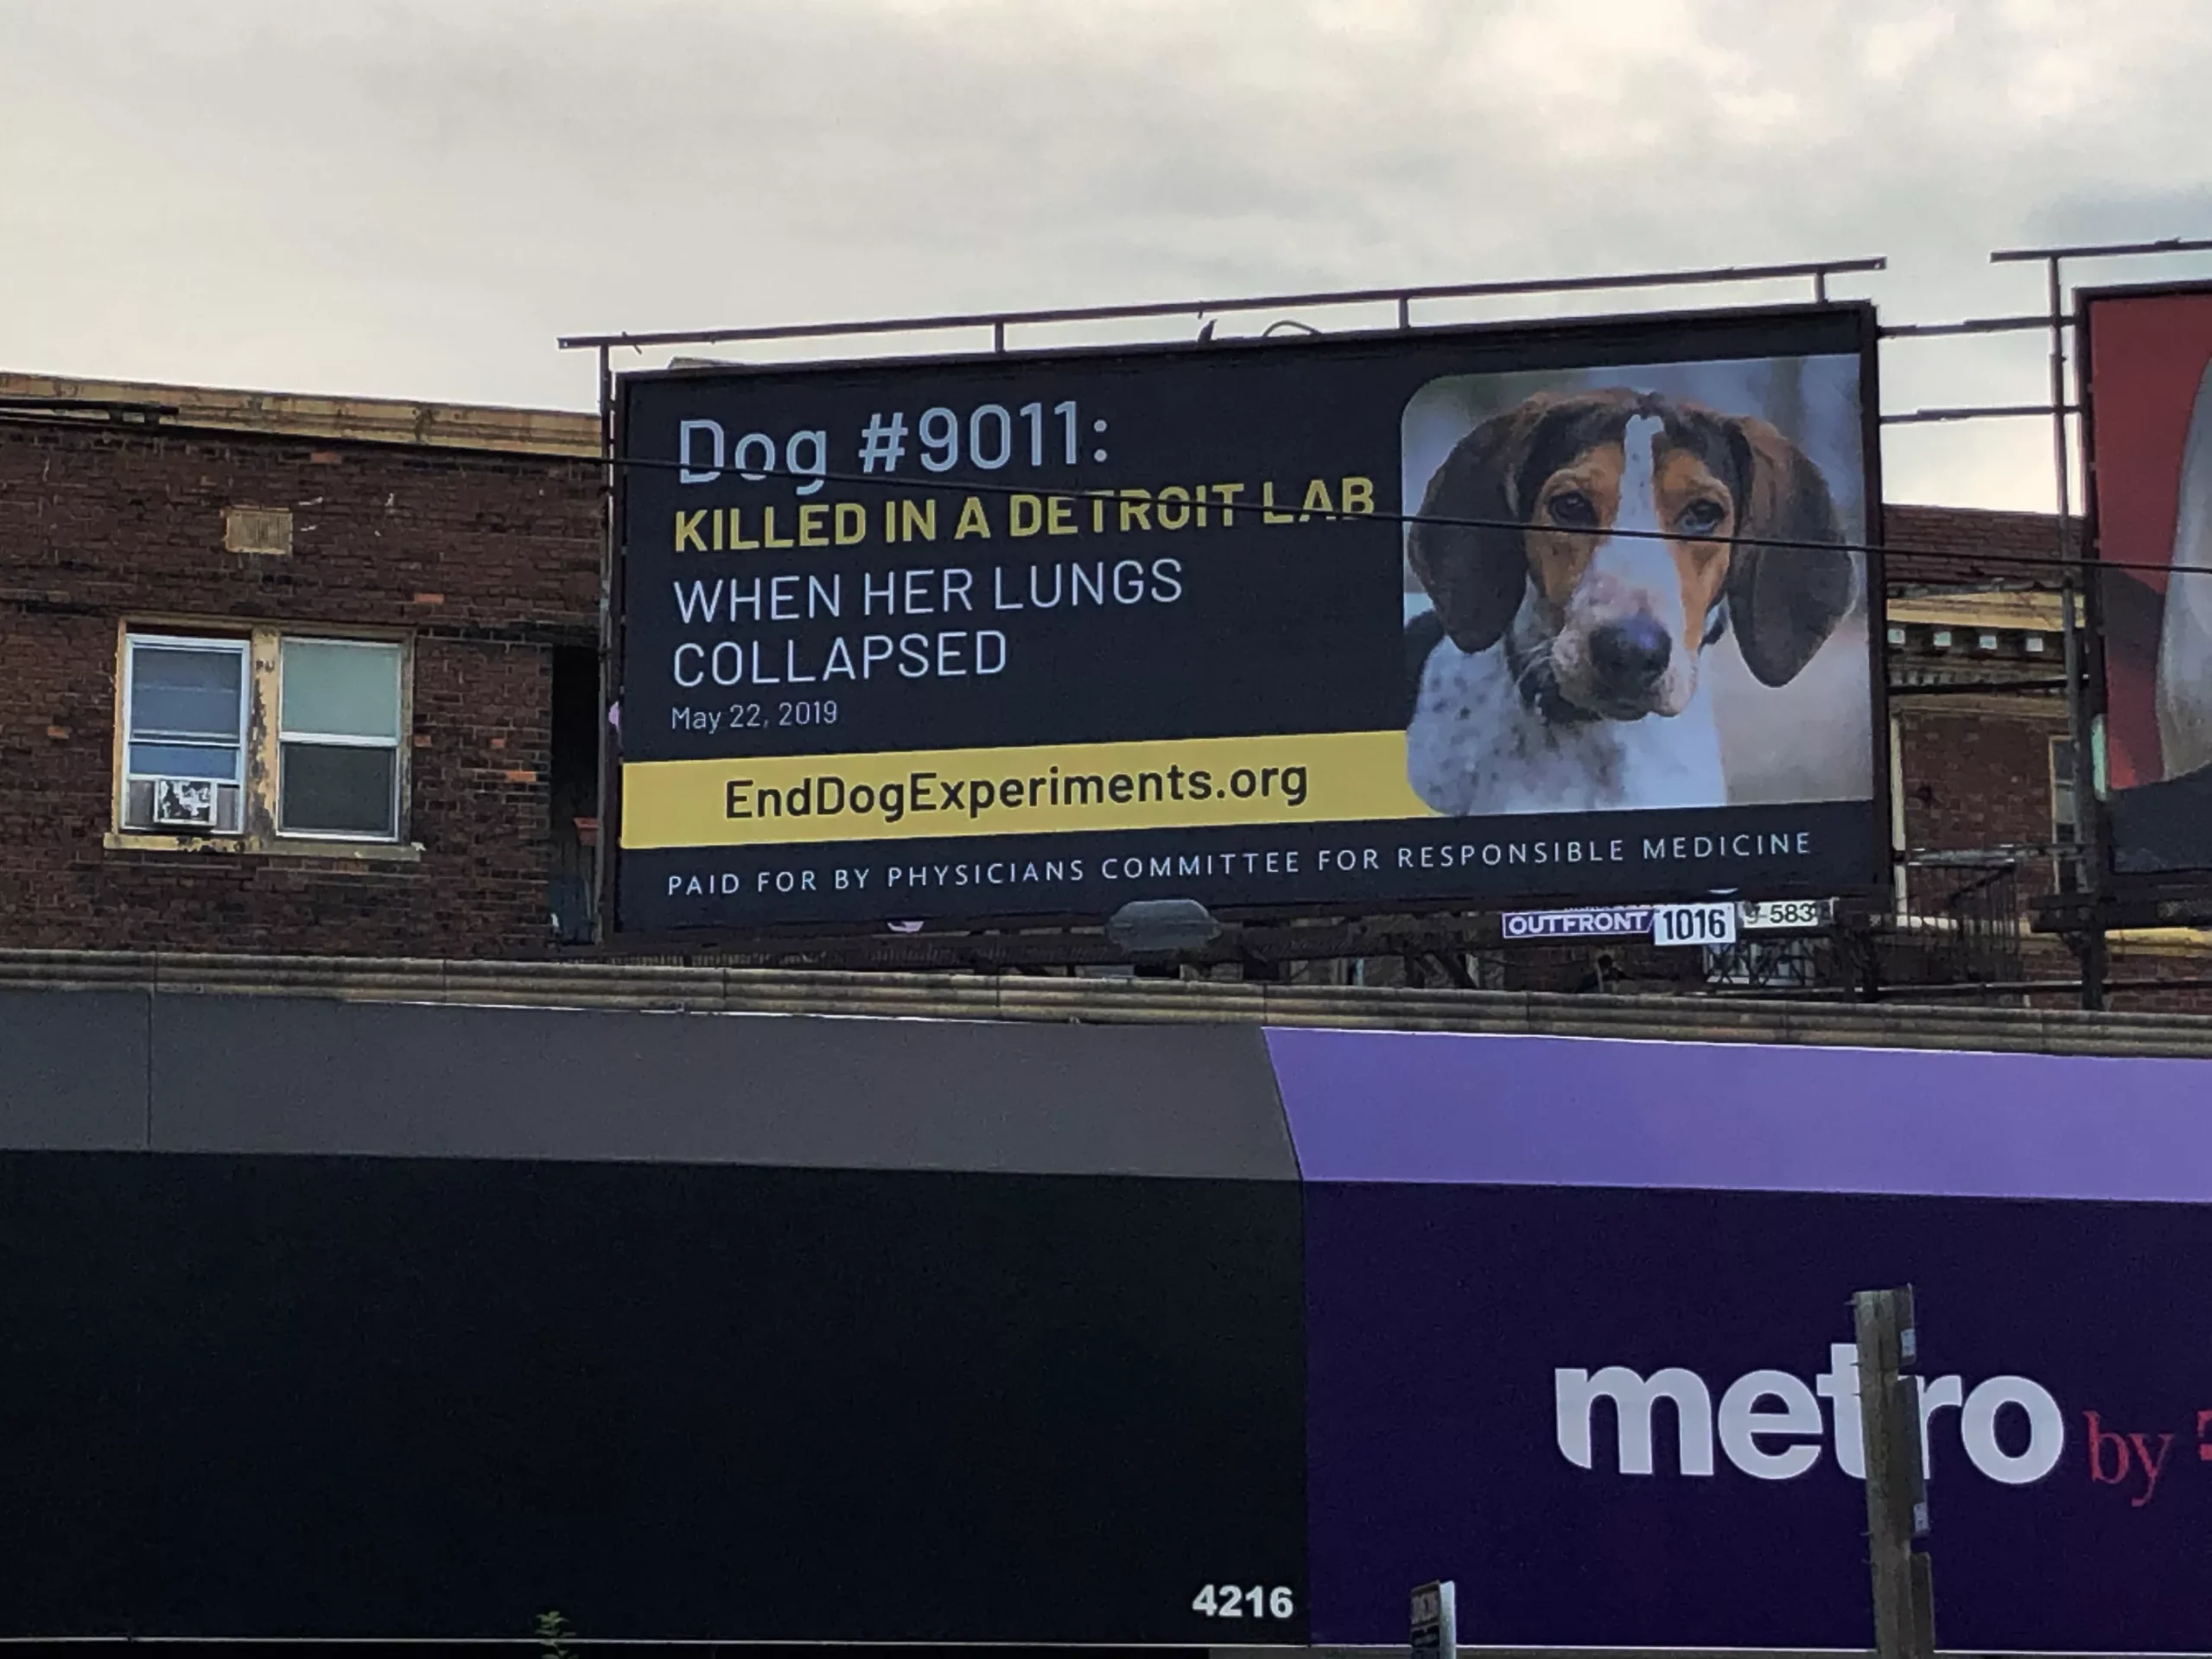 Dog #9011:
KILLED IN A DETROIT LAB
WHEN HER LUNGS
COLLAPSED
May 22, 2019
EndDogExperiments.org
PAID FOR BY PHYSICIANS COMMITTEE FOR RESPONSIBLE MEDICINE
OUTFRONT 1016
metro by
4216